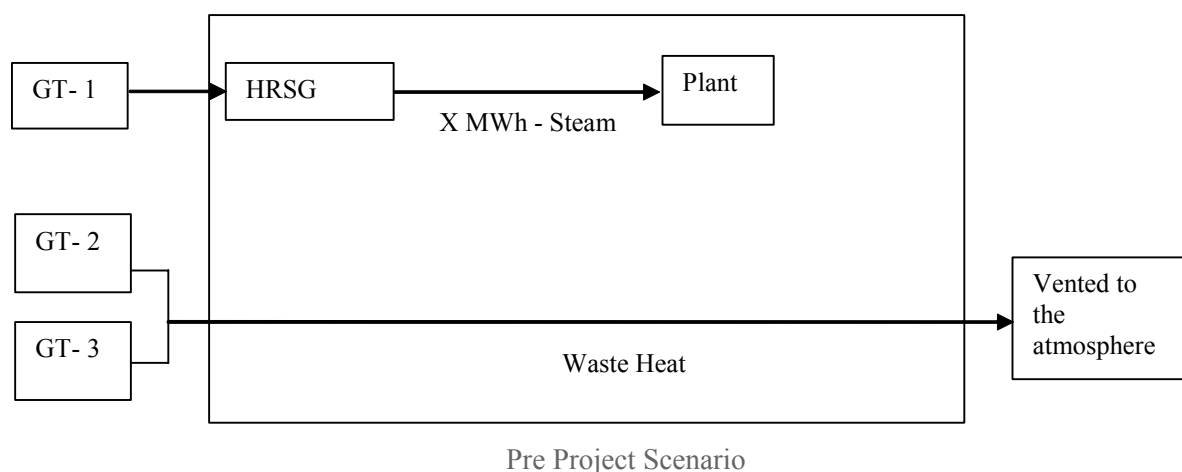 GT- 1
HRSG
Plant
X MWh - Steam
GT- 2
GT- 3
Waste Heat
Vented to
the
atmosphere
Pre Project Scenario